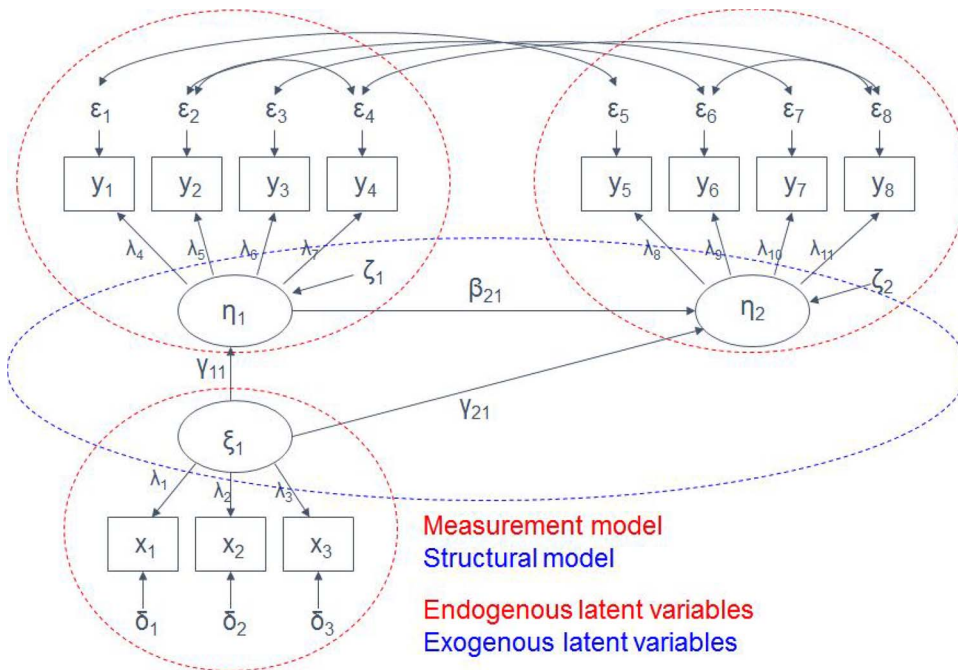 ε₁ ε₂ ε₃ ε₄ ε₅ ε₆ ε₇ ε₈
y₁ y₂ y₃ y₄ y₅ y₆ y₇ y₈
λ₄ λ₅ λ₆ λ₇ λ₈ λ₉ λ₁₀ λ₁₁
ζ₁ ζ₂
β₂₁
η₁ η₂
γ₁₁
γ₂₁
ξ₁
λ₁ λ₂ λ₃
x₁ x₂ x₃
δ₁ δ₂ δ₃
Measurement model
Structural model
Endogenous latent variables
Exogenous latent variables